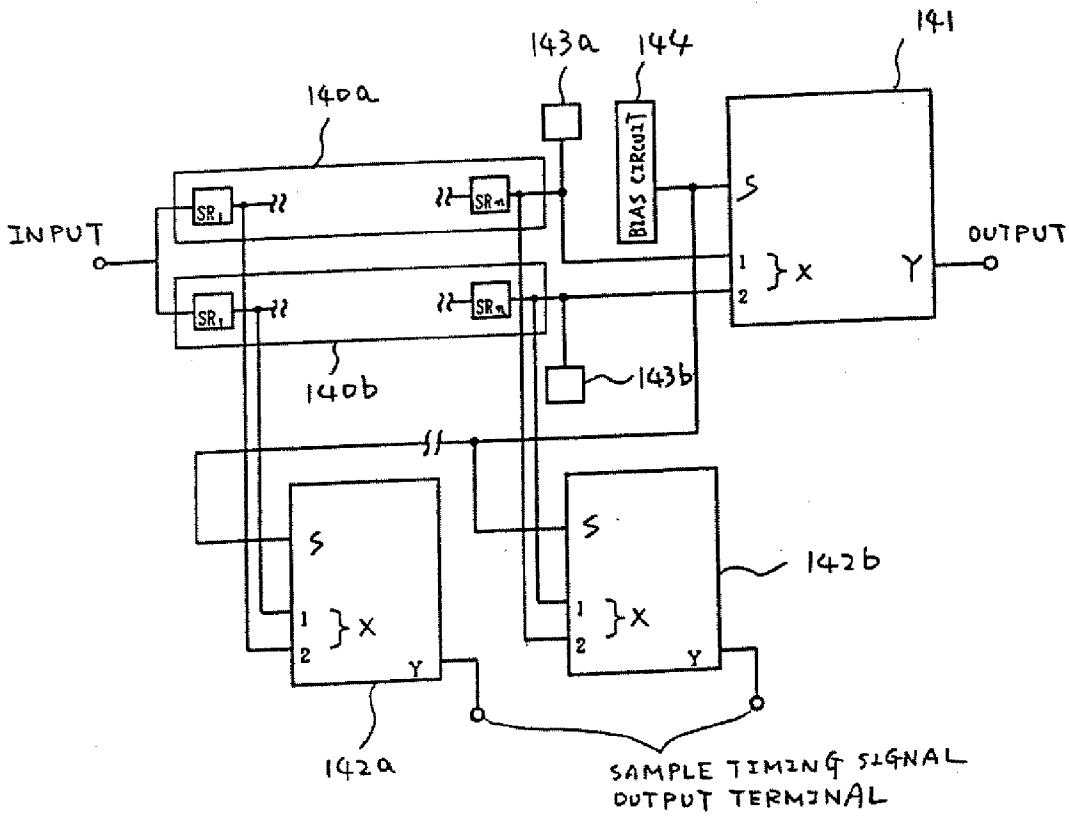 143a
144
141
140a
BIAS CIRCUIT
SR1
SRn
S
INPUT
OUTPUT
1
2
} X
Y
SR1
SRn
140b
143b
S
1
2
} X
Y
S
1
2
} X
Y
142b
142a
SAMPLE TIMING SIGNAL
OUTPUT TERMINAL